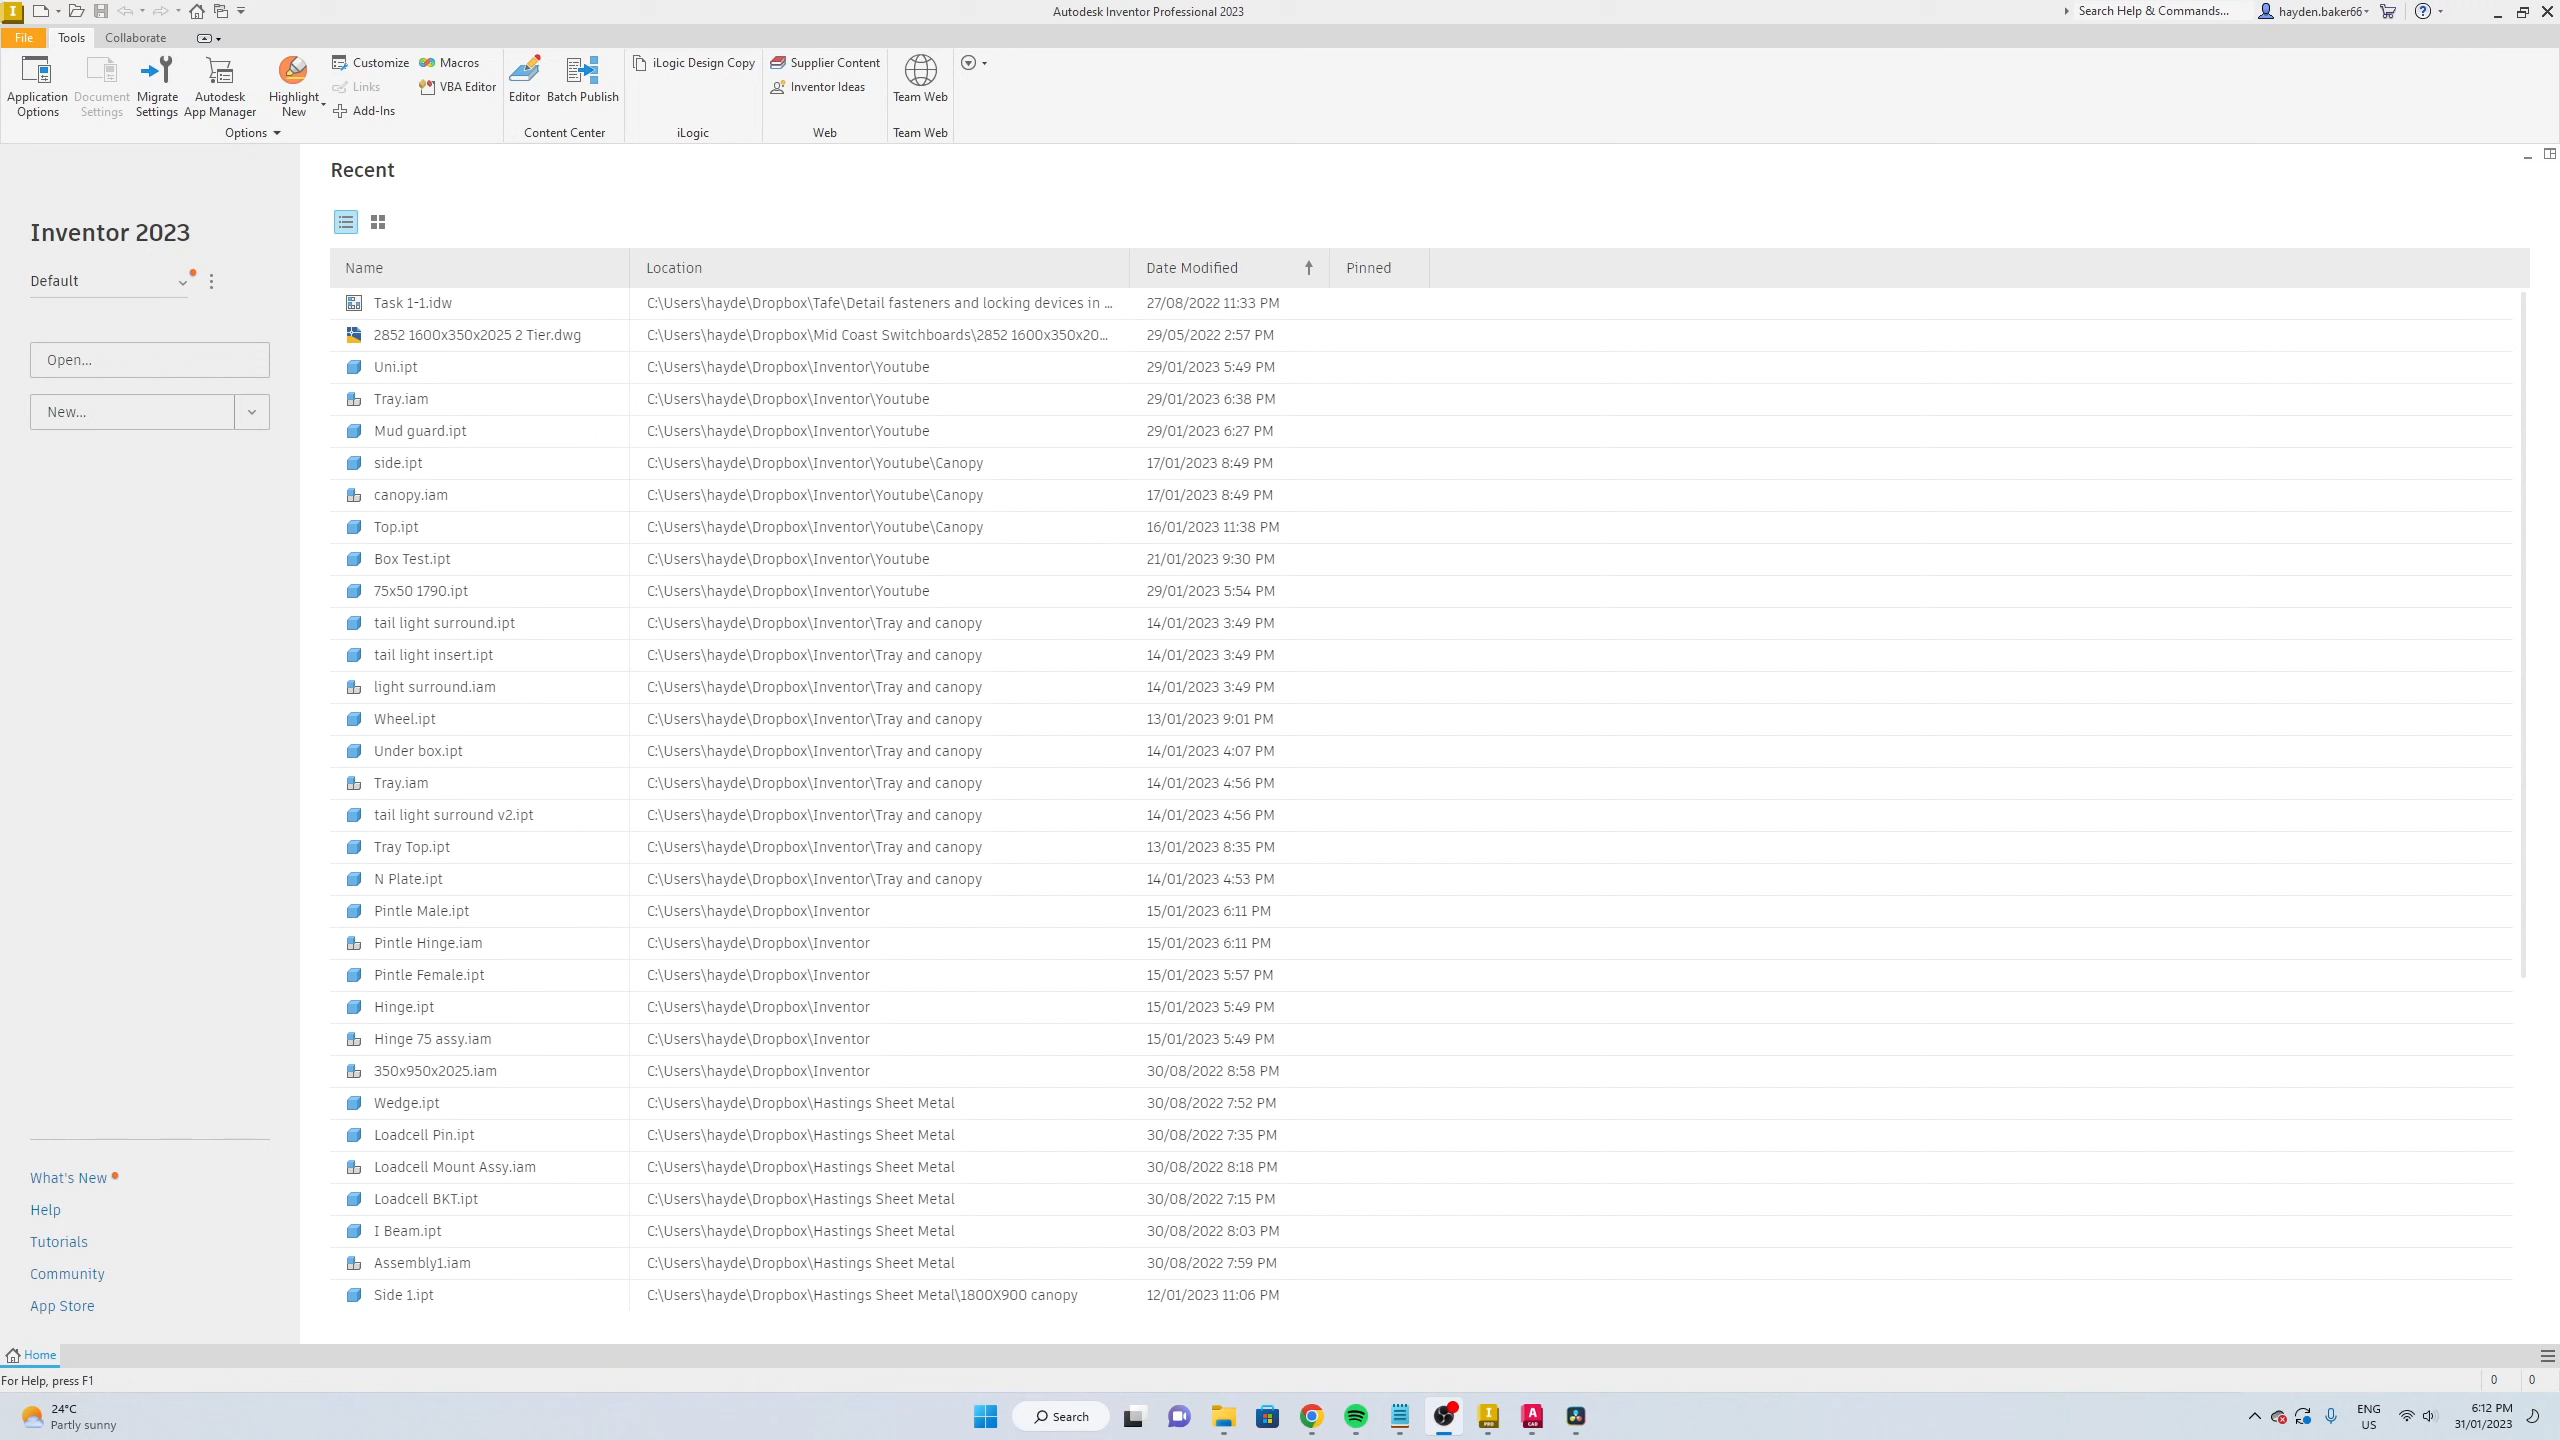 I
Autodesk Inventor Professional 2023
Search Help & Commands...
hayden.baker66
File
Tools
Collaborate
Application Options
Document Settings
Migrate Settings
Autodesk App Manager
Highlight New
Customize
Links
Add-Ins
Macros
VBA Editor
Options
Editor
Batch Publish
Content Center
iLogic Design Copy
iLogic
Supplier Content
Inventor Ideas
Web
Team Web
Team Web
Inventor 2023
Default
Open...
New...
What's New
Help
Tutorials
Community
App Store
Recent
Name Location Date Modified Pinned
Task 1-1.idw C:\Users\hayde\Dropbox\Tafe\Detail fasteners and locking devices in ... 27/08/2022 11:33 PM
2852 1600x350x2025 2 Tier.dwg C:\Users\hayde\Dropbox\Mid Coast Switchboards\2852 1600x350x20... 29/05/2022 2:57 PM
Uni.ipt C:\Users\hayde\Dropbox\Inventor\Youtube 29/01/2023 5:49 PM
Tray.iam C:\Users\hayde\Dropbox\Inventor\Youtube 29/01/2023 6:38 PM
Mud guard.ipt C:\Users\hayde\Dropbox\Inventor\Youtube 29/01/2023 6:27 PM
side.ipt C:\Users\hayde\Dropbox\Inventor\Youtube\Canopy 17/01/2023 8:49 PM
canopy.iam C:\Users\hayde\Dropbox\Inventor\Youtube\Canopy 17/01/2023 8:49 PM
Top.ipt C:\Users\hayde\Dropbox\Inventor\Youtube\Canopy 16/01/2023 11:38 PM
Box Test.ipt C:\Users\hayde\Dropbox\Inventor\Youtube 21/01/2023 9:30 PM
75x50 1790.ipt C:\Users\hayde\Dropbox\Inventor\Youtube 29/01/2023 5:54 PM
tail light surround.ipt C:\Users\hayde\Dropbox\Inventor\Tray and canopy 14/01/2023 3:49 PM
tail light insert.ipt C:\Users\hayde\Dropbox\Inventor\Tray and canopy 14/01/2023 3:49 PM
light surround.iam C:\Users\hayde\Dropbox\Inventor\Tray and canopy 14/01/2023 3:49 PM
Wheel.ipt C:\Users\hayde\Dropbox\Inventor\Tray and canopy 13/01/2023 9:01 PM
Under box.ipt C:\Users\hayde\Dropbox\Inventor\Tray and canopy 14/01/2023 4:07 PM
Tray.iam C:\Users\hayde\Dropbox\Inventor\Tray and canopy 14/01/2023 4:56 PM
tail light surround v2.ipt C:\Users\hayde\Dropbox\Inventor\Tray and canopy 14/01/2023 4:56 PM
Tray Top.ipt C:\Users\hayde\Dropbox\Inventor\Tray and canopy 13/01/2023 8:35 PM
N Plate.ipt C:\Users\hayde\Dropbox\Inventor\Tray and canopy 14/01/2023 4:53 PM
Pintle Male.ipt C:\Users\hayde\Dropbox\Inventor 15/01/2023 6:11 PM
Pintle Hinge.iam C:\Users\hayde\Dropbox\Inventor 15/01/2023 6:11 PM
Pintle Female.ipt C:\Users\hayde\Dropbox\Inventor 15/01/2023 5:57 PM
Hinge.ipt C:\Users\hayde\Dropbox\Inventor 15/01/2023 5:49 PM
Hinge 75 assy.iam C:\Users\hayde\Dropbox\Inventor 15/01/2023 5:49 PM
350x950x2025.iam C:\Users\hayde\Dropbox\Inventor 30/08/2022 8:58 PM
Wedge.ipt C:\Users\hayde\Dropbox\Hastings Sheet Metal 30/08/2022 7:52 PM
Loadcell Pin.ipt C:\Users\hayde\Dropbox\Hastings Sheet Metal 30/08/2022 7:35 PM
Loadcell Mount Assy.iam C:\Users\hayde\Dropbox\Hastings Sheet Metal 30/08/2022 8:18 PM
Loadcell BKT.ipt C:\Users\hayde\Dropbox\Hastings Sheet Metal 30/08/2022 7:15 PM
I Beam.ipt C:\Users\hayde\Dropbox\Hastings Sheet Metal 30/08/2022 8:03 PM
Assembly1.iam C:\Users\hayde\Dropbox\Hastings Sheet Metal 30/08/2022 7:59 PM
Side 1.ipt C:\Users\hayde\Dropbox\Hastings Sheet Metal\1800X900 canopy 12/01/2023 11:06 PM
Home
For Help, press F1
0 0
24°C
Partly sunny
Search
ENG
US
6:12 PM
31/01/2023